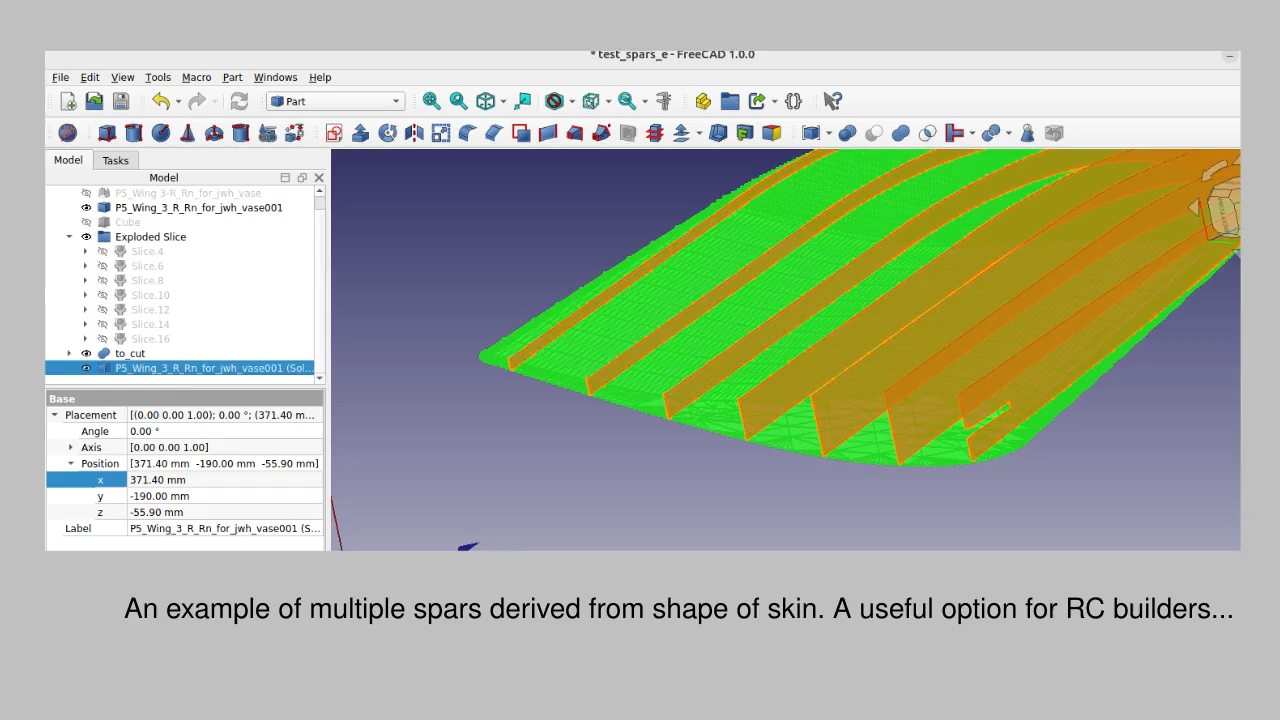 * test_spars_e - FreeCAD 1.0.0
File Edit View Tools Macro Part Windows Help
Part
Model Tasks
Model
P5_Wing 3-R_Rn_for_jwh_vase
P5_Wing_3_R_Rn_for_jwh_vase001
Cube
Exploded Slice
Slice.4
Slice.6
Slice.8
Slice.10
Slice.12
Slice.14
Slice.16
to_cut
P5_Wing_3_R_Rn_for_jwh_vase001 (Sol...
Base
Placement [(0.00 0.00 1.00); 0.00 °; (371.40 m...
Angle 0.00 °
Axis [0.00 0.00 1.00]
Position [371.40 mm -190.00 mm -55.90 mm]
x 371.40 mm
y -190.00 mm
z -55.90 mm
Label P5_Wing_3_R_Rn_for_jwh_vase001 (S...
An example of multiple spars derived from shape of skin. A useful option for RC builders...